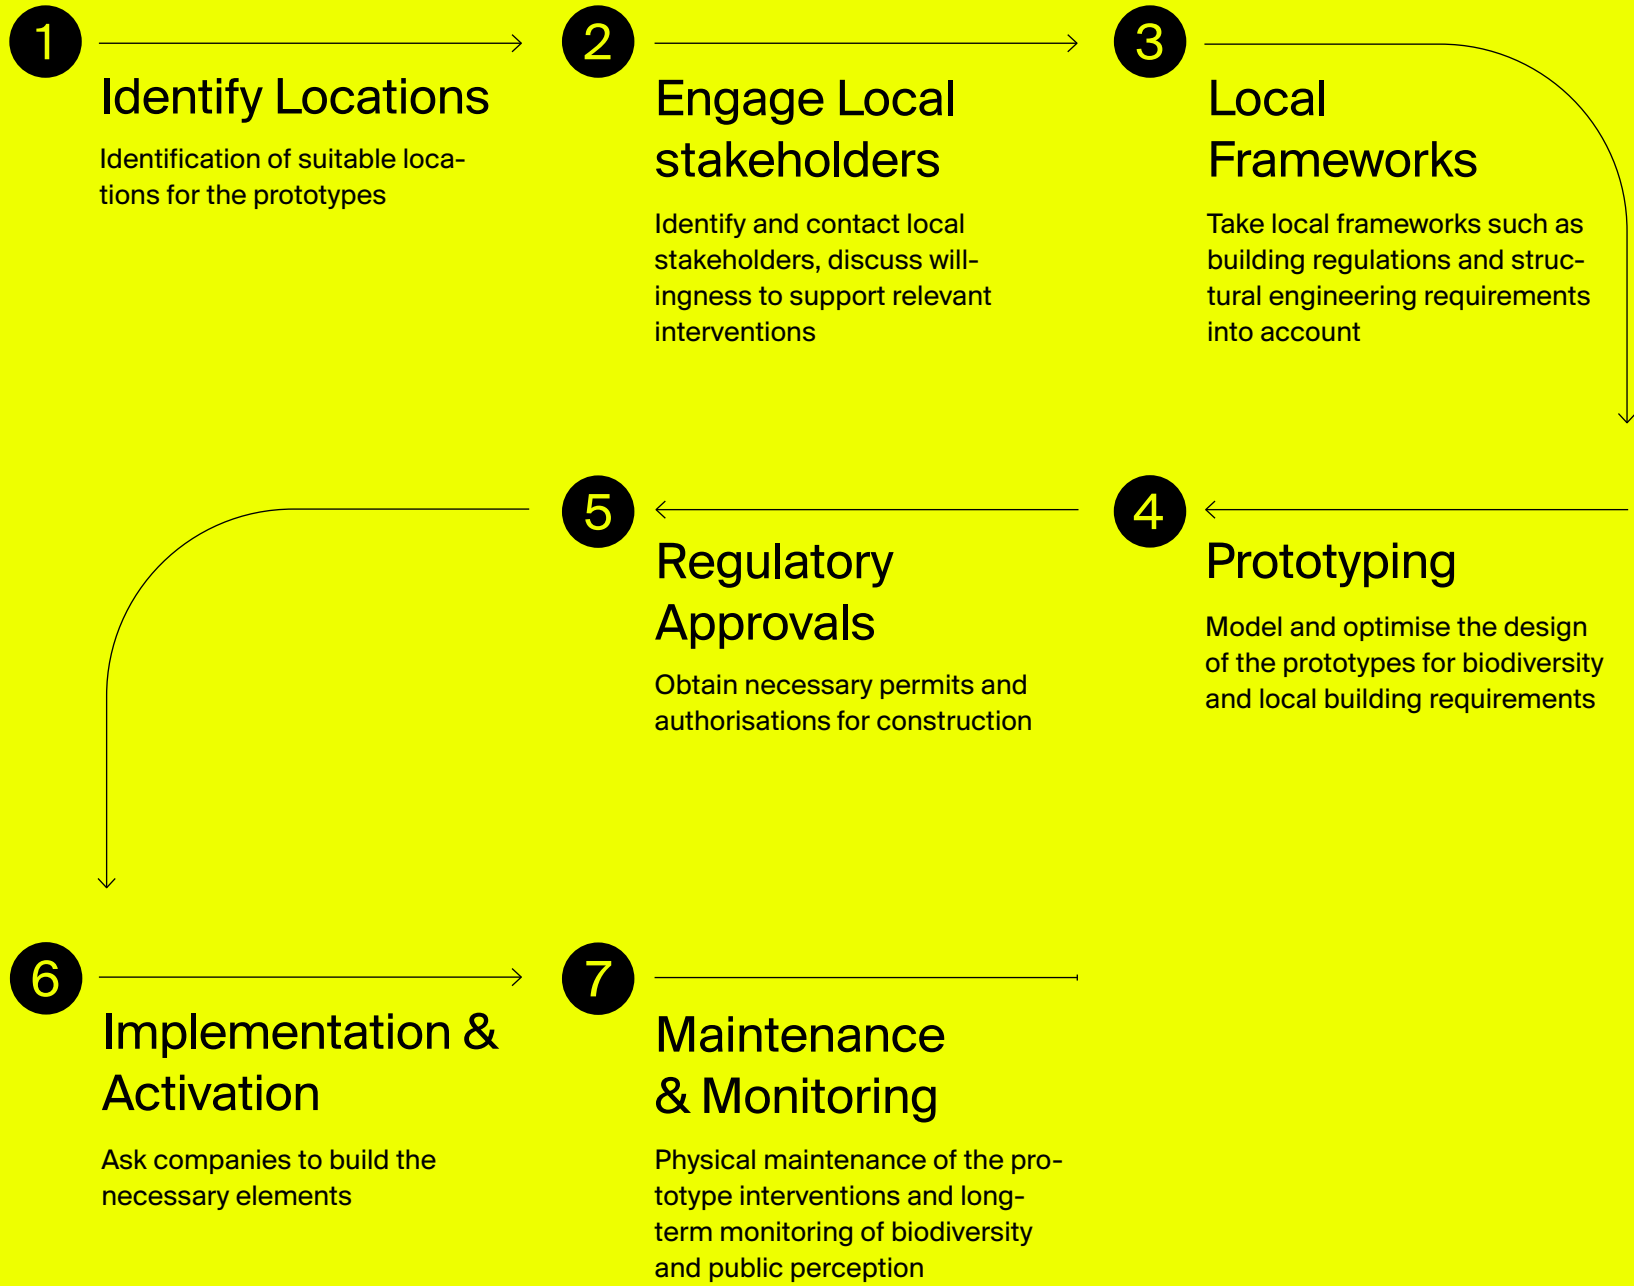 1
Identify Locations
Identification of suitable loca-
tions for the prototypes
2
Engage Local
stakeholders
Identify and contact local
stakeholders, discuss will-
ingness to support relevant
interventions
3
Local
Frameworks
Take local frameworks such as
building regulations and struc-
tural engineering requirements
into account
4
Prototyping
Model and optimise the design
of the prototypes for biodiversity
and local building requirements
5
Regulatory
Approvals
Obtain necessary permits and
authorisations for construction
6
Implementation &
Activation
Ask companies to build the
necessary elements
7
Maintenance
& Monitoring
Physical maintenance of the pro-
totype interventions and long-
term monitoring of biodiversity
and public perception